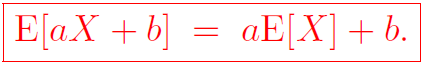 E[aX + b] = aE[X] + b.